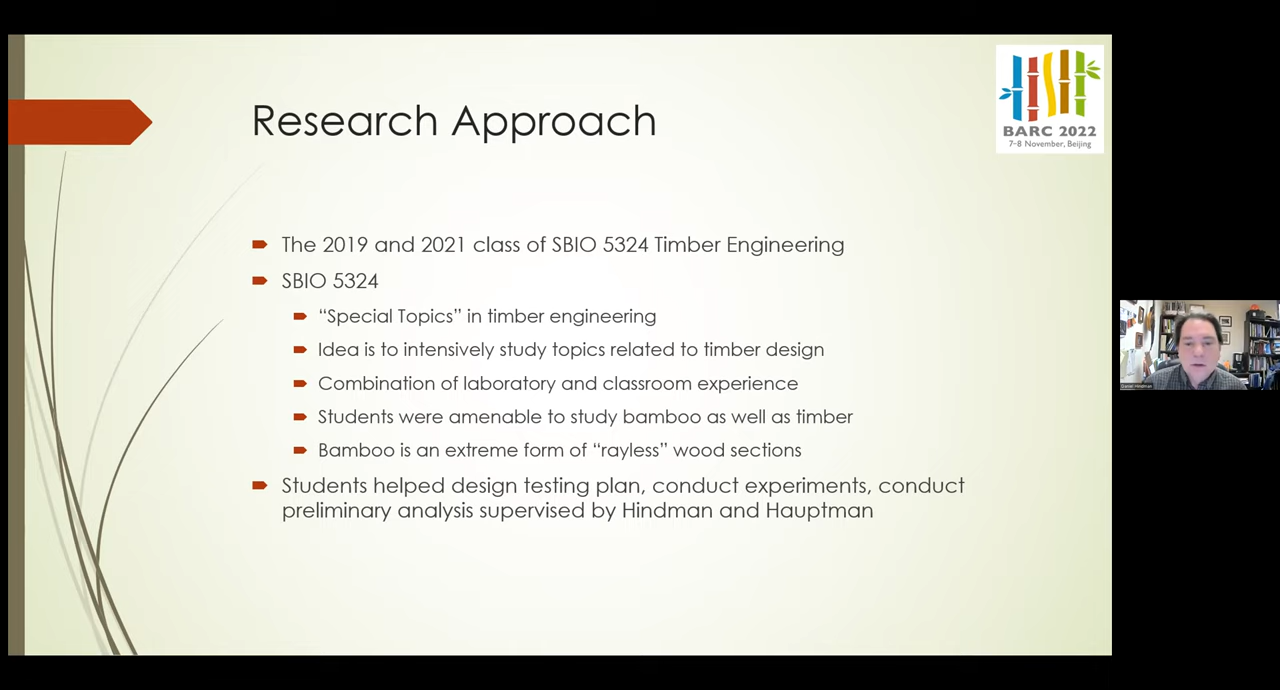 Research Approach
BARC 2022
7-8 November, Beijing
The 2019 and 2021 class of SBIO 5324 Timber Engineering
SBIO 5324
“Special Topics” in timber engineering
Idea is to intensively study topics related to timber design
Combination of laboratory and classroom experience
Students were amenable to study bamboo as well as timber
Bamboo is an extreme form of “rayless” wood sections
Students helped design testing plan, conduct experiments, conduct
preliminary analysis supervised by Hindman and Hauptman
Daniel Hindman